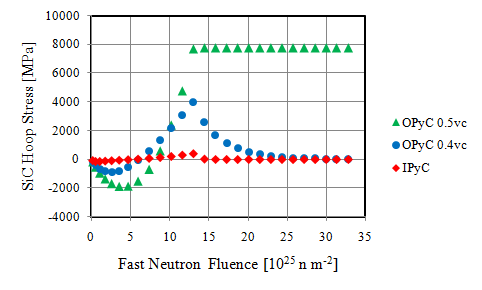 10000
8000
6000
4000
2000
0
-2000
-4000
SiC Hoop Stress [MPa]
0 5 10 15 20 25 30 35
Fast Neutron Fluence [10²⁵ n m⁻²]
OPyC 0.5vc
OPyC 0.4vc
IPyC